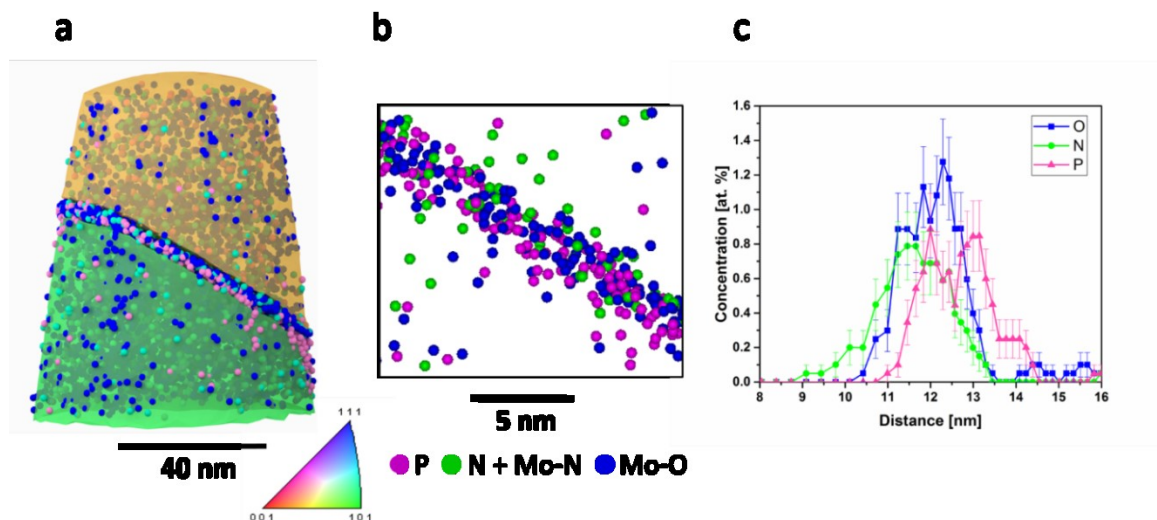 a
b
c
40 nm
1 1 1
0 0 1
1 0 1
5 nm
P
N + Mo-N
Mo-O
1.6
1.4
1.2
1.0
0.8
0.6
0.4
0.2
0.0
Concentration [at. %]
O
N
P
8 9 10 11 12 13 14 15 16
Distance [nm]